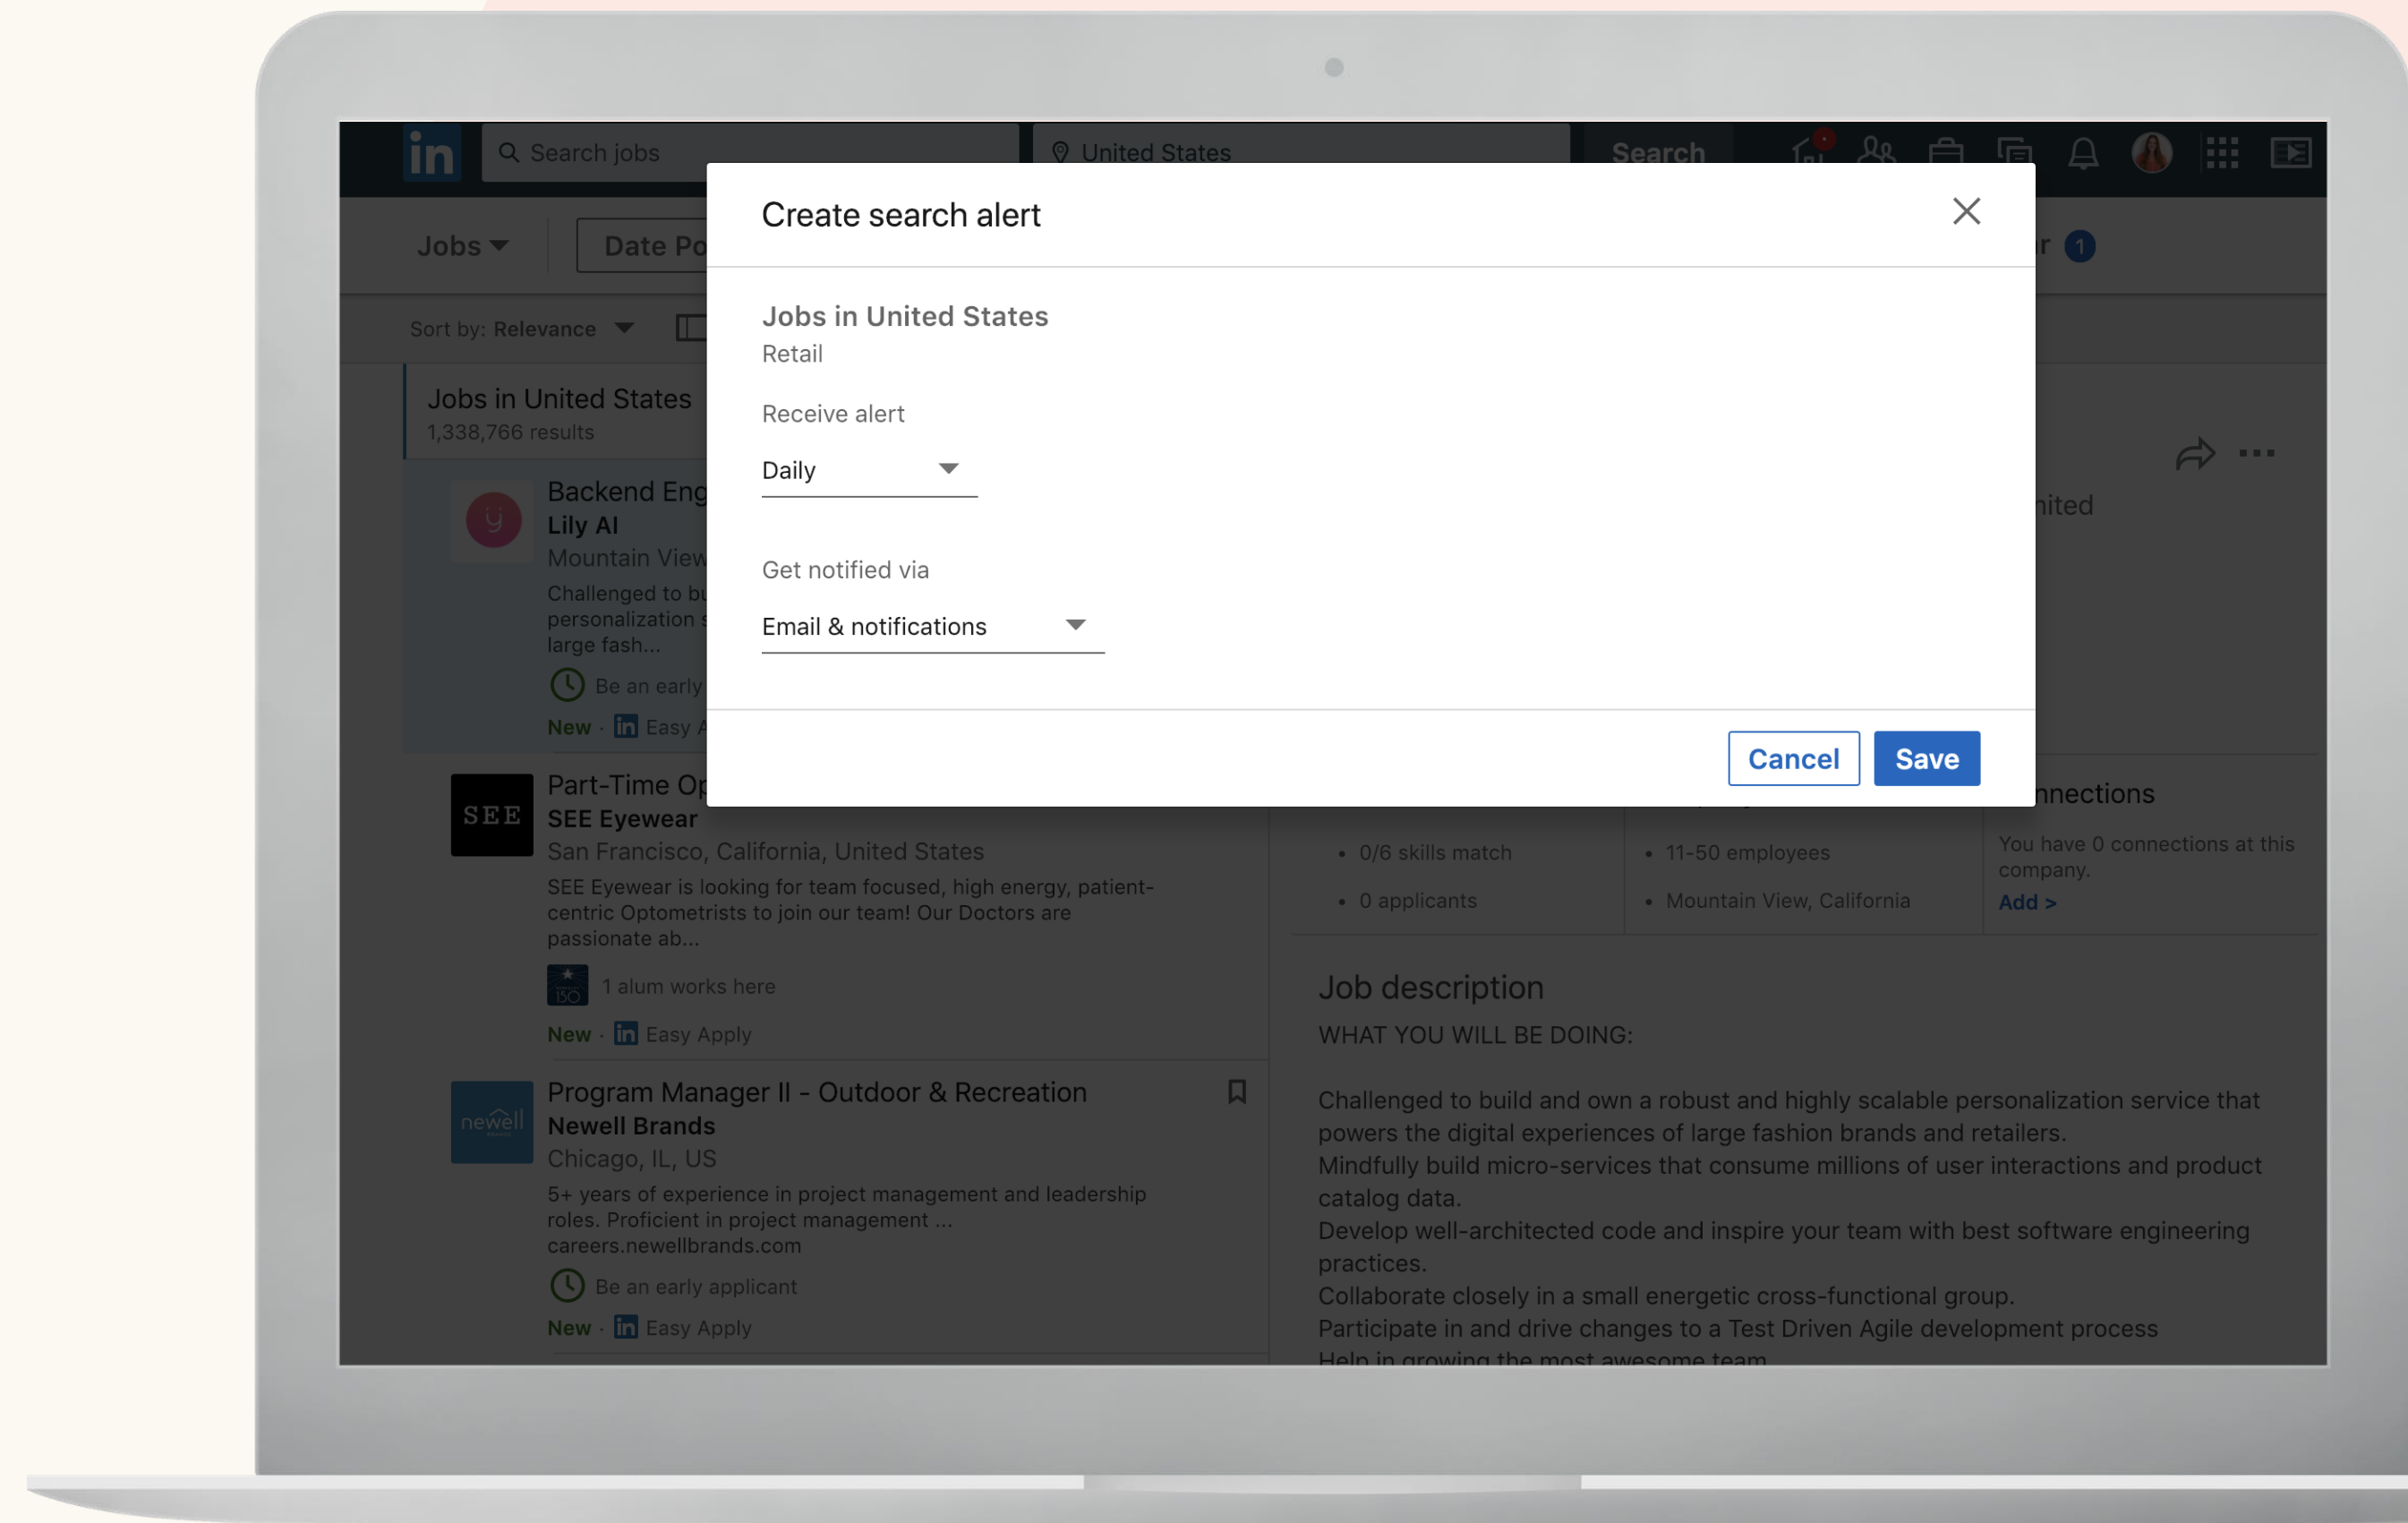 in
Search jobs
United States
Search
Jobs
Date Po
r 1
Sort by: Relevance
Create search alert
Jobs in United States
Retail
Receive alert
Daily
Get notified via
Email & notifications
Cancel
Save
Jobs in United States
1,338,766 results
Backend Eng
Lily AI
Mountain View
Challenged to bu
personalization s
large fash...
Be an early
New · in Easy A
SEE
Part-Time Op
SEE Eyewear
San Francisco, California, United States
SEE Eyewear is looking for team focused, high energy, patient-
centric Optometrists to join our team! Our Doctors are
passionate ab...
150
1 alum works here
New · in Easy Apply
newell
Program Manager II - Outdoor & Recreation
Newell Brands
Chicago, IL, US
5+ years of experience in project management and leadership
roles. Proficient in project management ...
careers.newellbrands.com
Be an early applicant
New · in Easy Apply
nited
• 0/6 skills match
• 0 applicants
• 11-50 employees
• Mountain View, California
nnections
You have 0 connections at this
company.
Add >
Job description
WHAT YOU WILL BE DOING:
Challenged to build and own a robust and highly scalable personalization service that
powers the digital experiences of large fashion brands and retailers.
Mindfully build micro-services that consume millions of user interactions and product
catalog data.
Develop well-architected code and inspire your team with best software engineering
practices.
Collaborate closely in a small energetic cross-functional group.
Participate in and drive changes to a Test Driven Agile development process
Help in growing the most awesome team